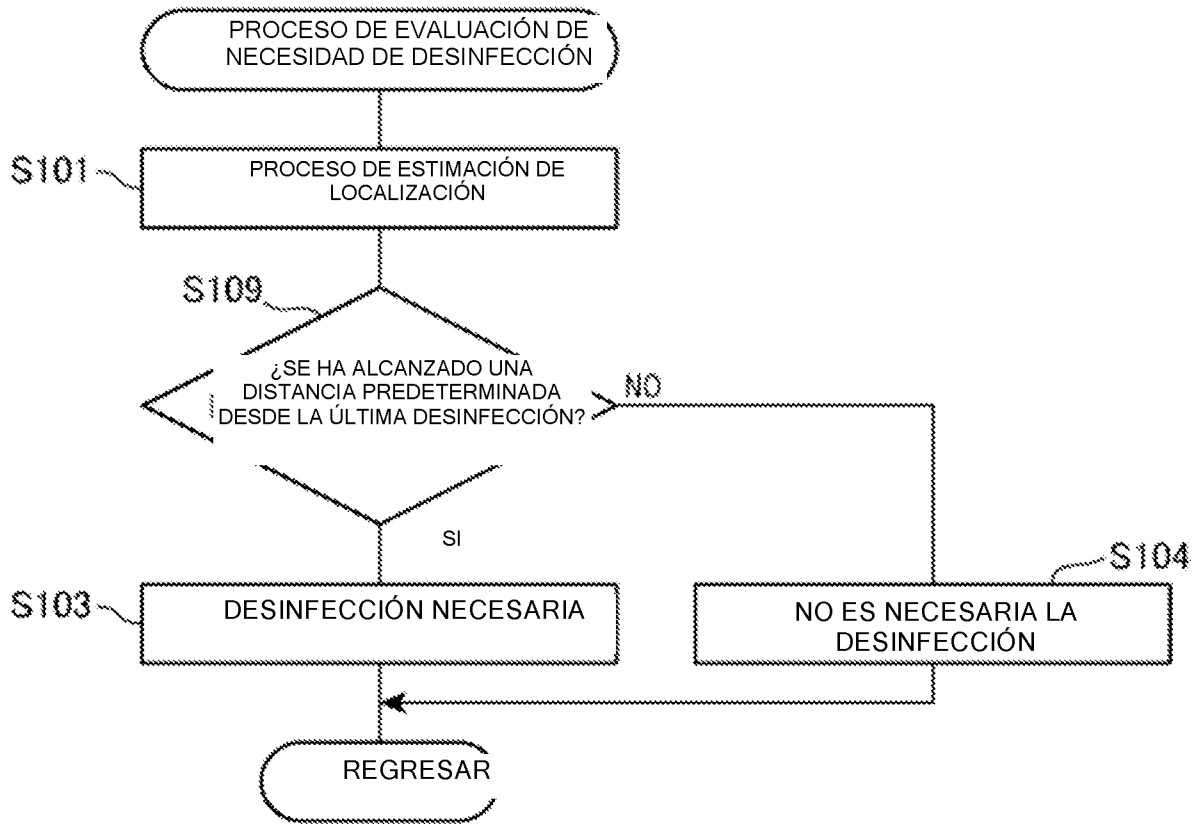 PROCESO DE EVALUACIÓN DE
NECESIDAD DE DESINFECCIÓN
S101
PROCESO DE ESTIMACIÓN DE
LOCALIZACIÓN
S109
¿SE HA ALCANZADO UNA
DISTANCIA PREDETERMINADA
DESDE LA ÚLTIMA DESINFECCIÓN?
NO
SI
S103
DESINFECCIÓN NECESARIA
S104
NO ES NECESARIA LA
DESINFECCIÓN
REGRESAR